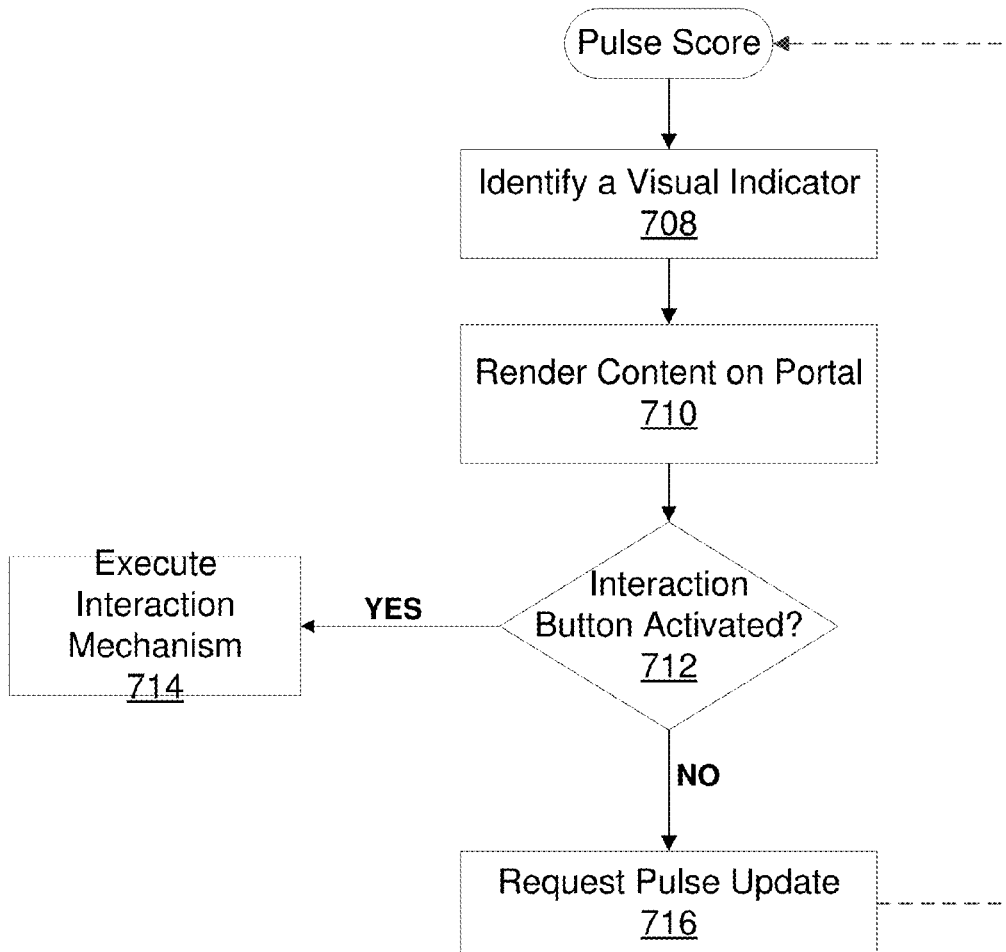 Pulse Score
Identify a Visual Indicator
708
Render Content on Portal
710
Interaction
Button Activated?
712
YES
Execute
Interaction
Mechanism
714
NO
Request Pulse Update
716